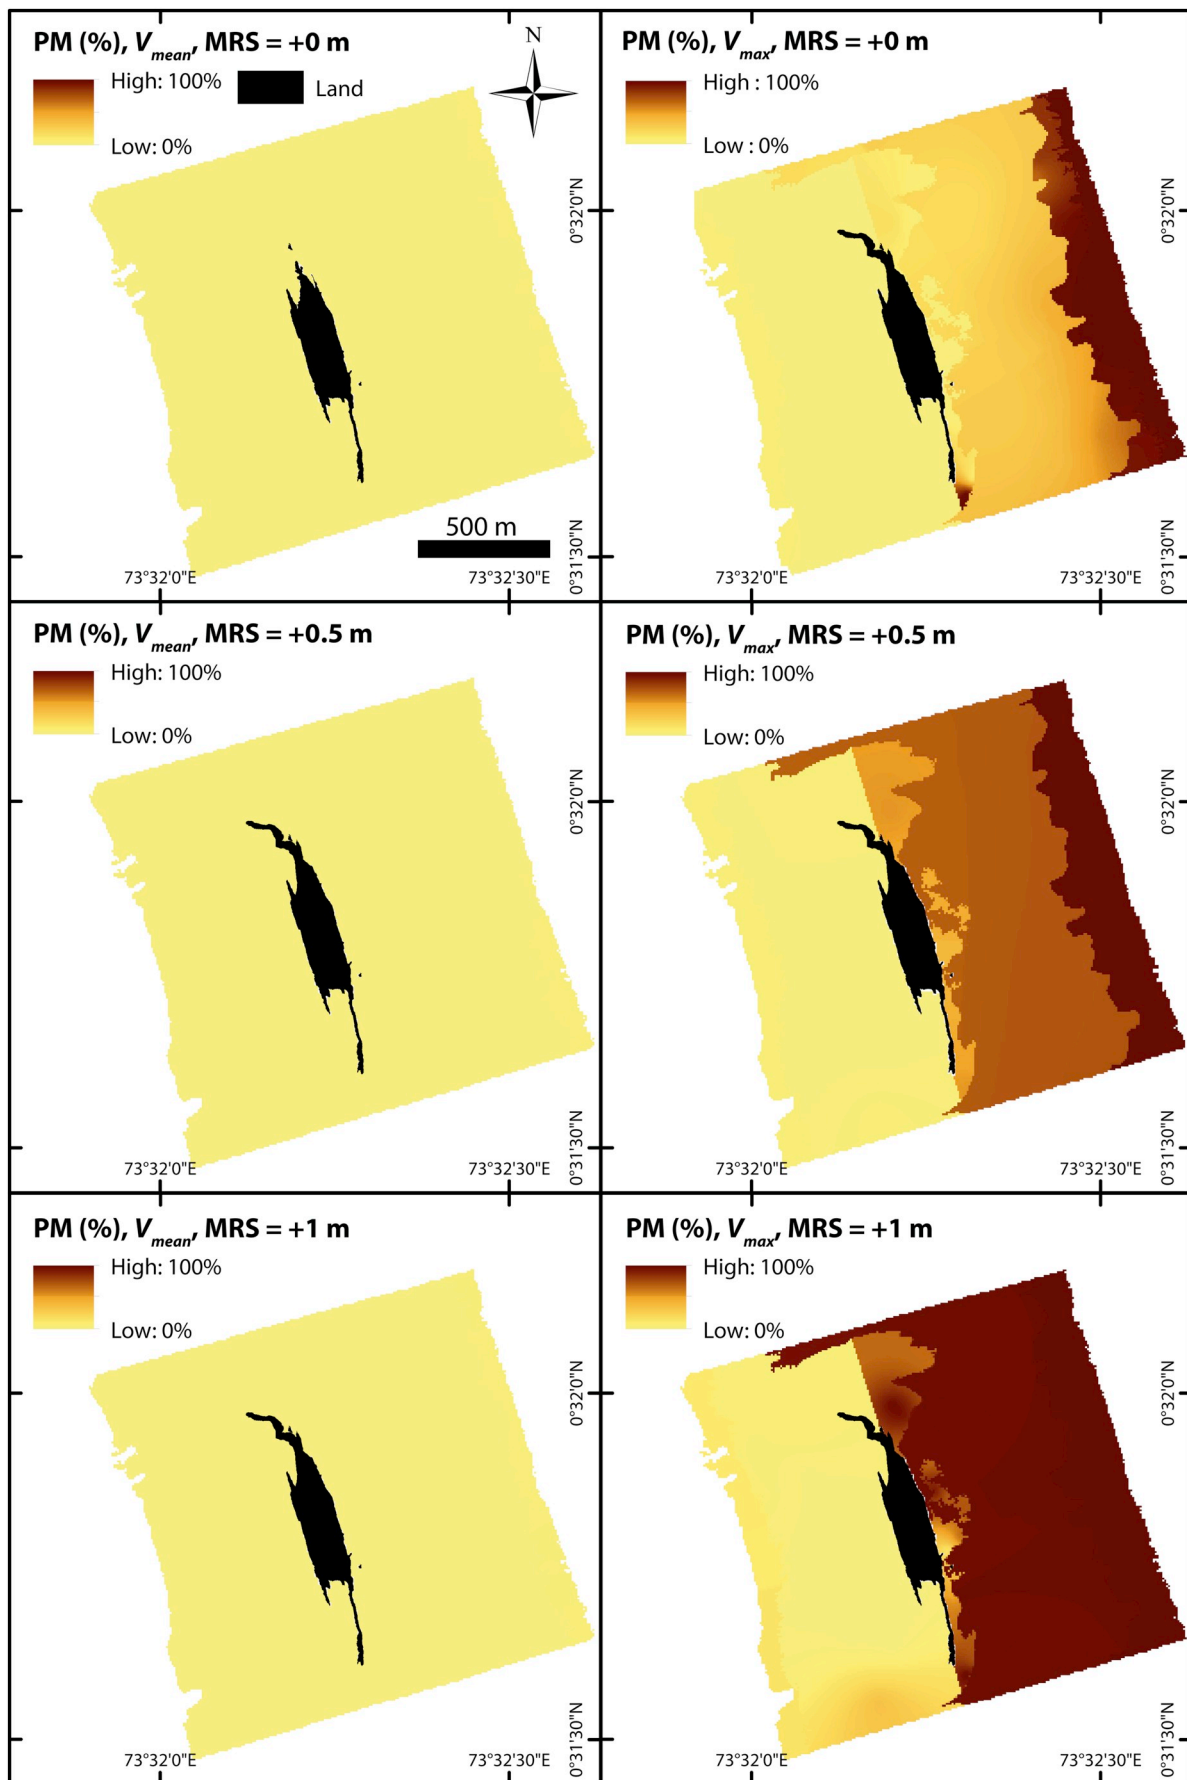 PM (%), Vmean, MRS = +0 m
High: 100%
Land
Low: 0%
N
0°32'0"N
500 m
0°31'30"N
73°32'0"E
73°32'30"E
PM (%), Vmax, MRS = +0 m
High : 100%
Low : 0%
0°32'0"N
0°31'30"N
73°32'0"E
73°32'30"E
PM (%), Vmean, MRS = +0.5 m
High: 100%
Low: 0%
0°32'0"N
0°31'30"N
73°32'0"E
73°32'30"E
PM (%), Vmax, MRS = +0.5 m
High: 100%
Low: 0%
0°32'0"N
0°31'30"N
73°32'0"E
73°32'30"E
PM (%), Vmean, MRS = +1 m
High: 100%
Low: 0%
0°32'0"N
0°31'30"N
73°32'0"E
73°32'30"E
PM (%), Vmax, MRS = +1 m
High: 100%
Low: 0%
0°32'0"N
0°31'30"N
73°32'0"E
73°32'30"E